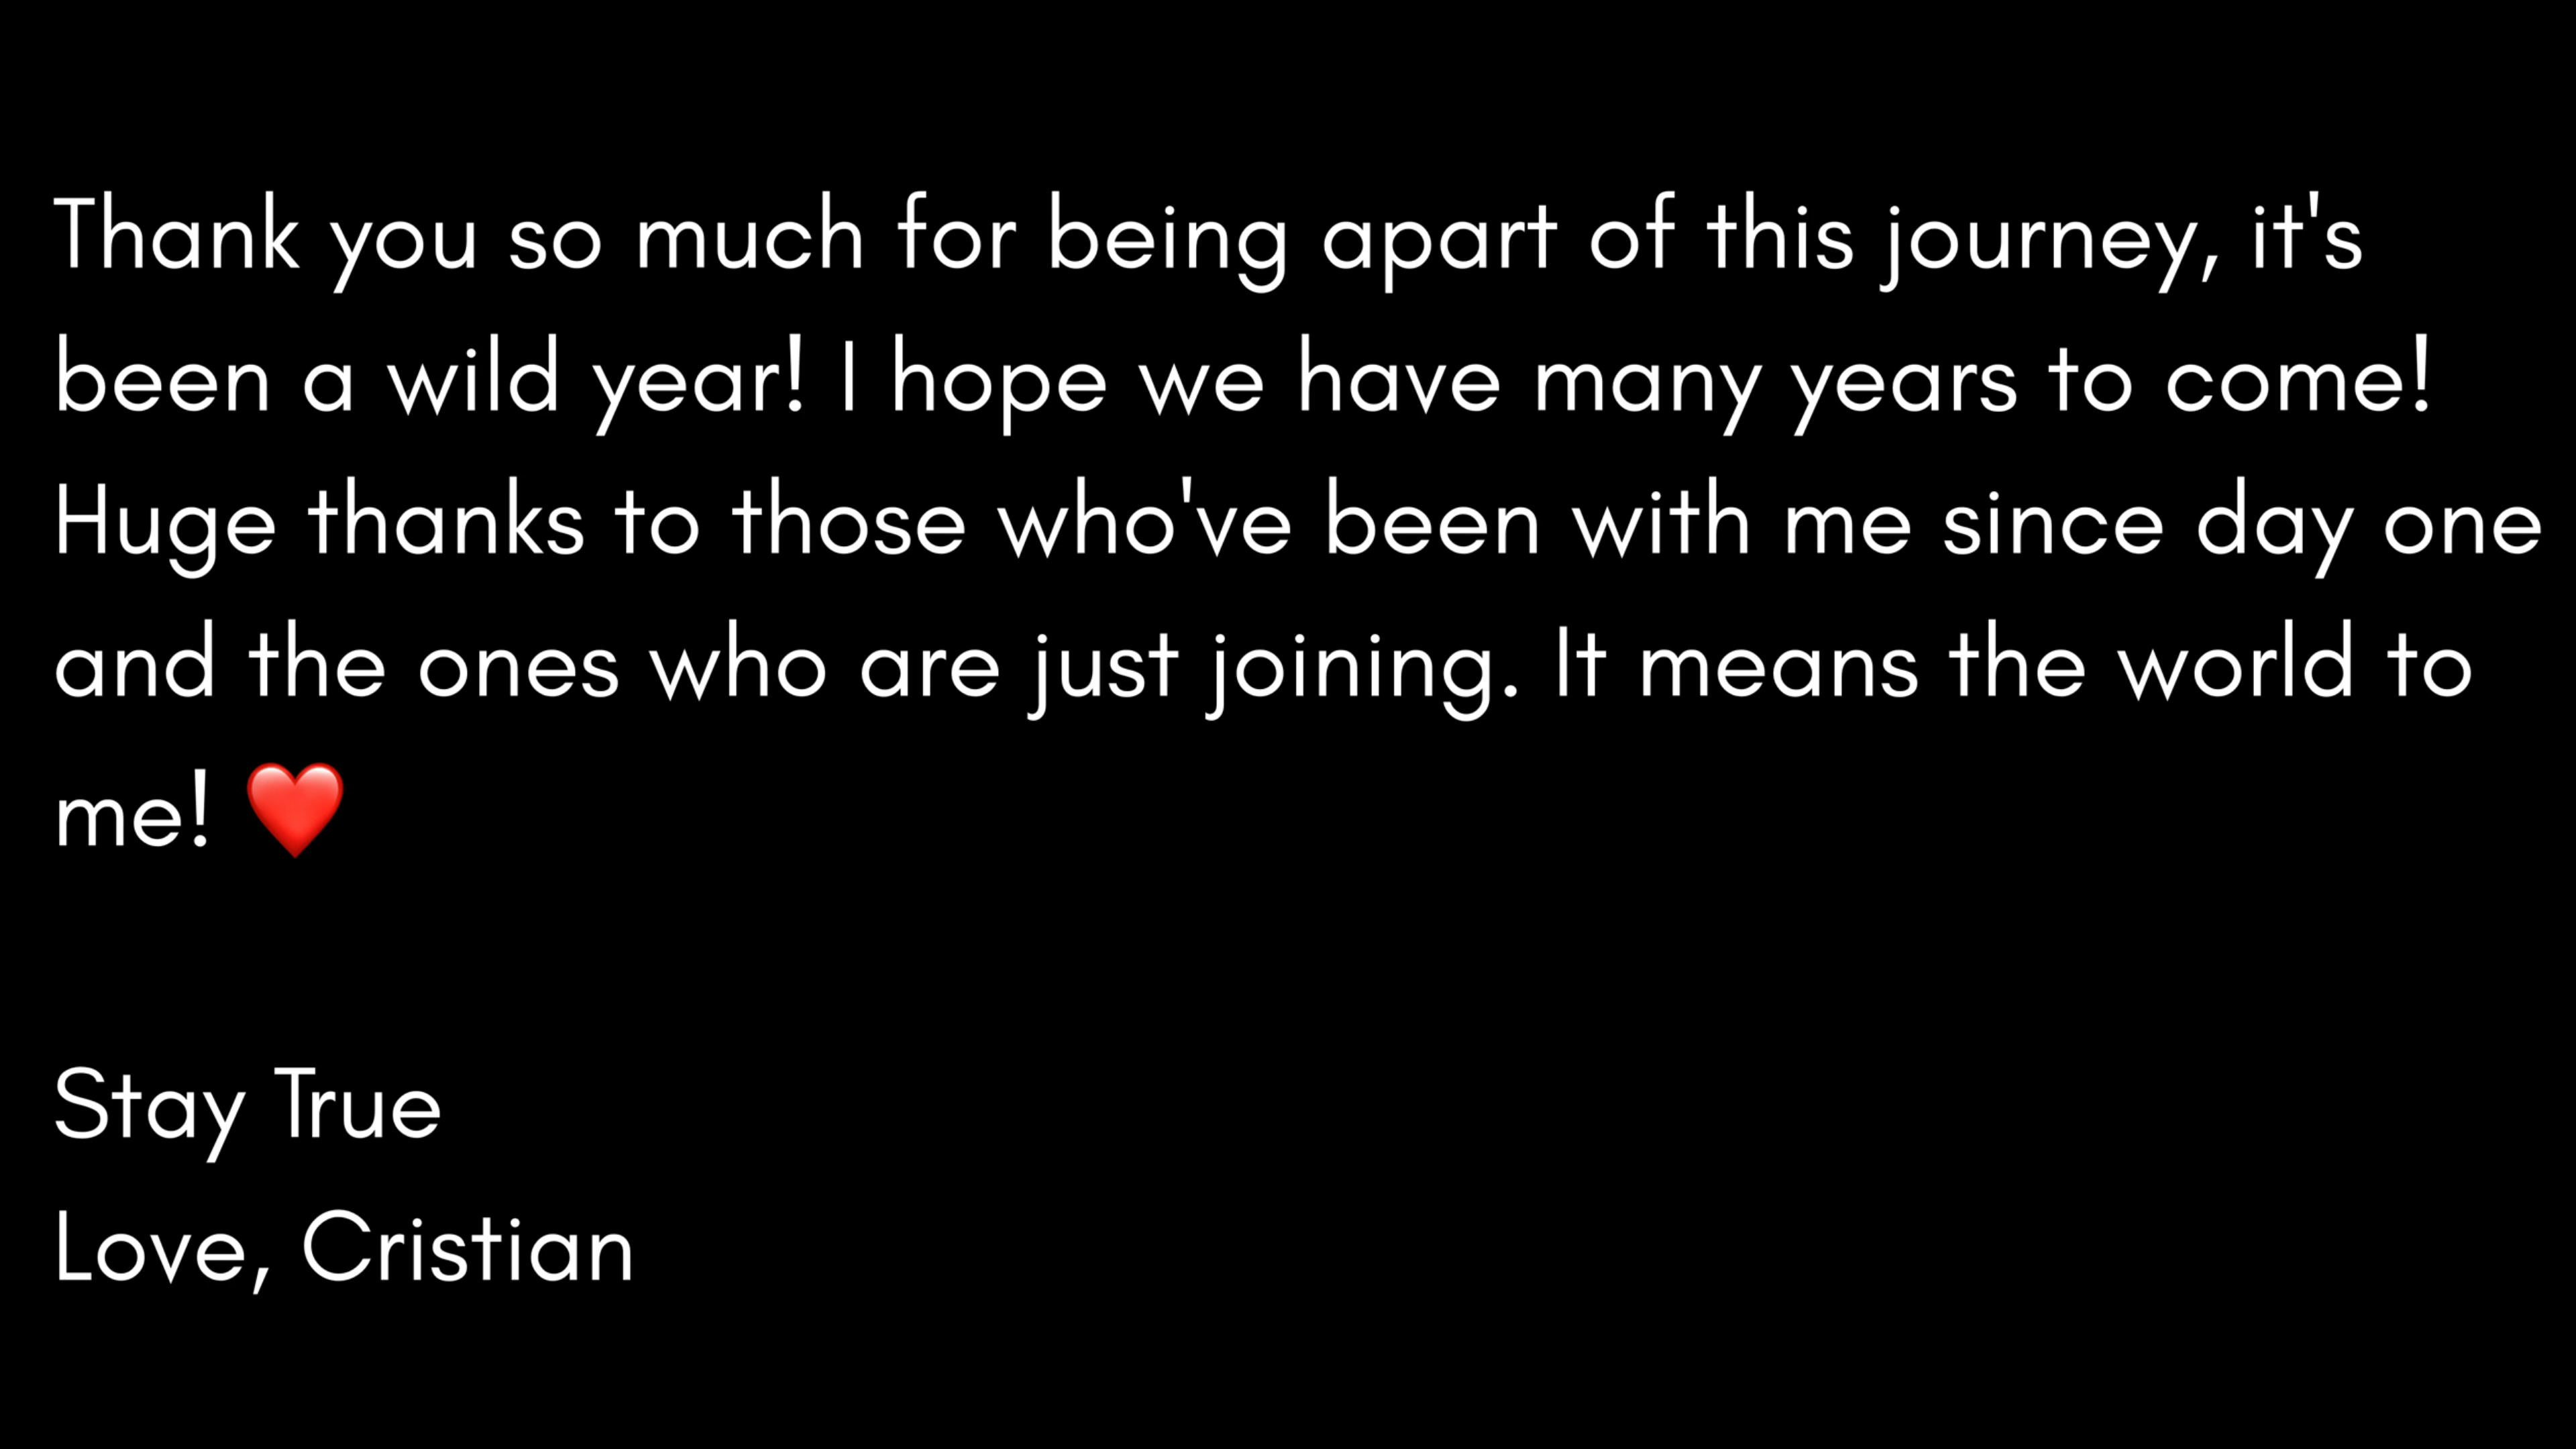 Thank you so much for being apart of this journey, it's
been a wild year! I hope we have many years to come!
Huge thanks to those who've been with me since day one
and the ones who are just joining. It means the world to
me! ❤️
Stay True
Love, Cristian